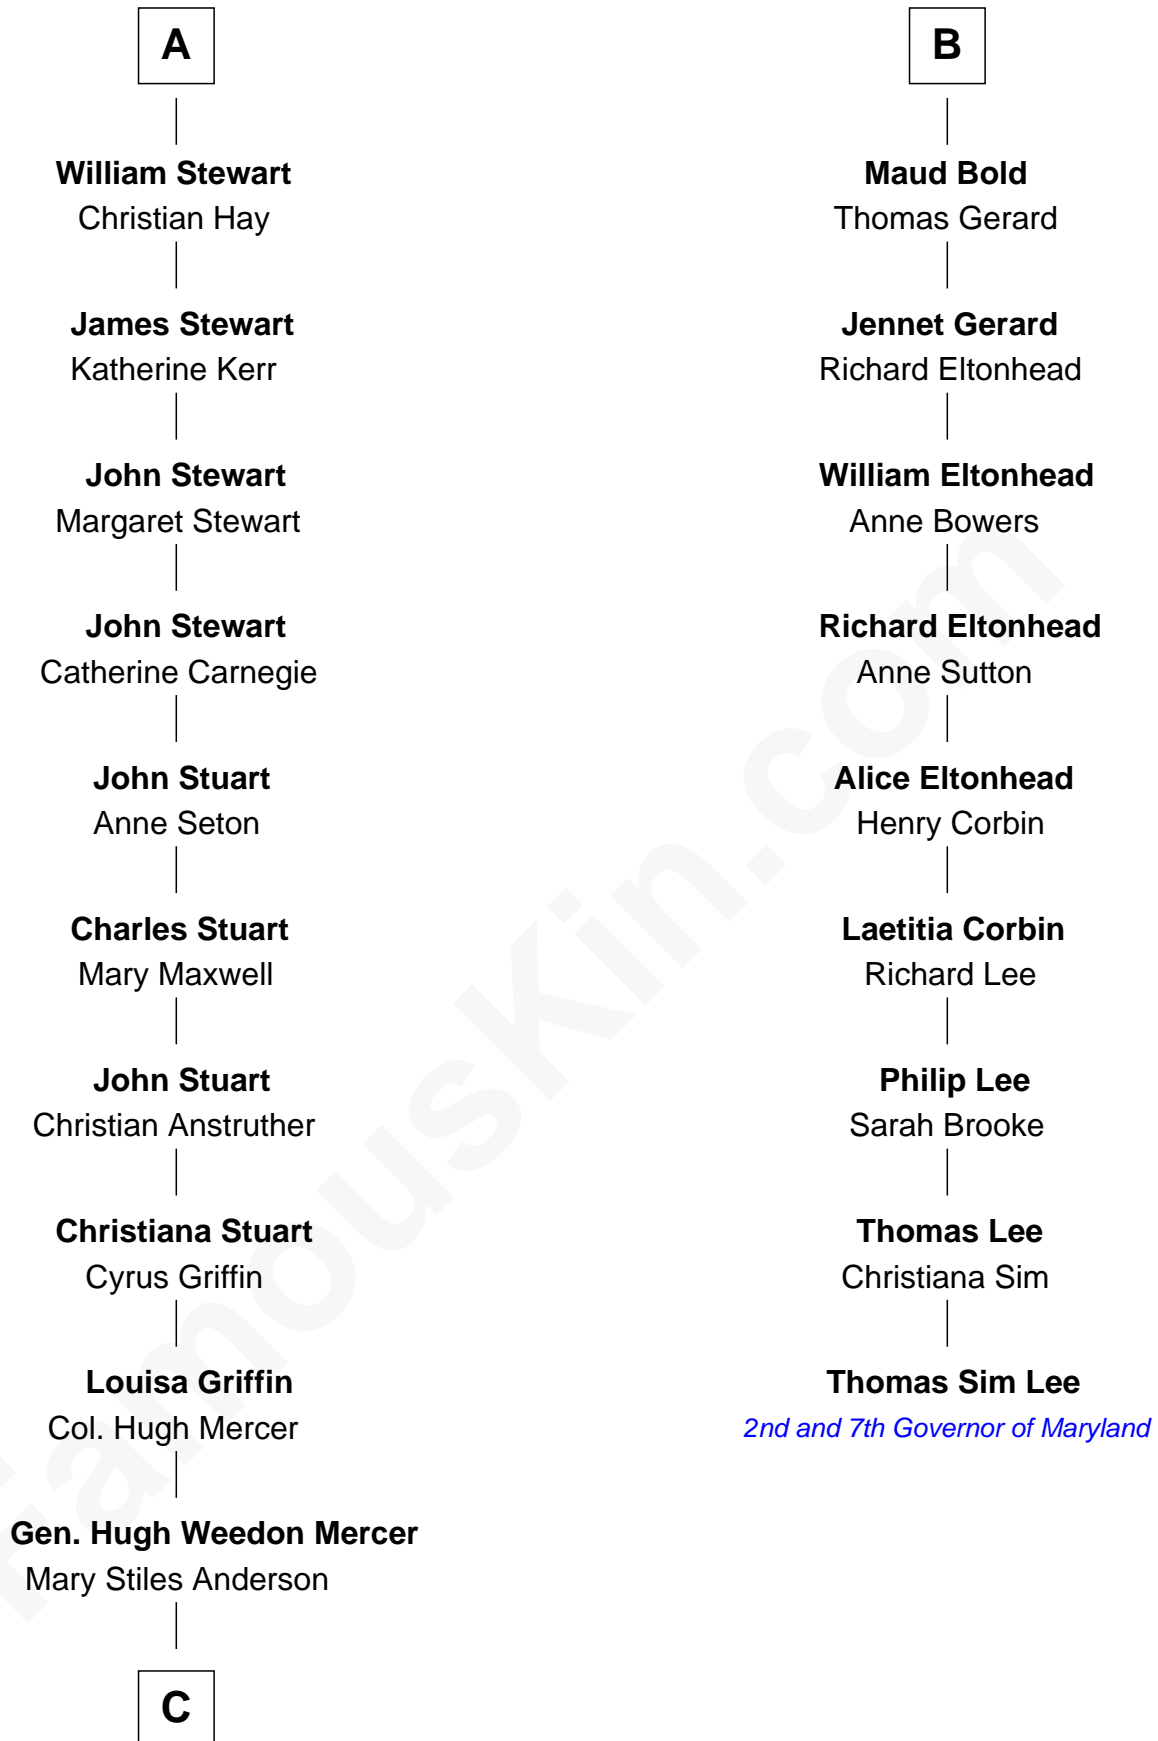 A
William Stewart
Christian Hay
James Stewart
Katherine Kerr
John Stewart
Margaret Stewart
John Stewart
Catherine Carnegie
John Stuart
Anne Seton
Charles Stuart
Mary Maxwell
John Stuart
Christian Anstruther
Christiana Stuart
Cyrus Griffin
Louisa Griffin
Col. Hugh Mercer
Gen. Hugh Weedon Mercer
Mary Stiles Anderson
C
B
Maud Bold
Thomas Gerard
Jennet Gerard
Richard Eltonhead
William Eltonhead
Anne Bowers
Richard Eltonhead
Anne Sutton
Alice Eltonhead
Henry Corbin
Laetitia Corbin
Richard Lee
Philip Lee
Sarah Brooke
Thomas Lee
Christiana Sim
Thomas Sim Lee
2nd and 7th Governor of Maryland
FamousKin.com